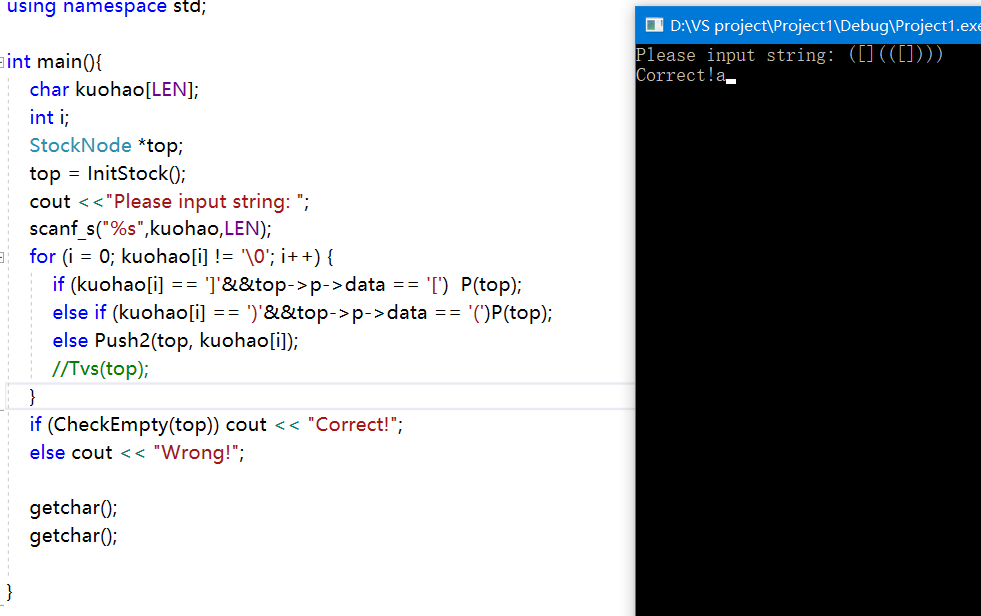 using namespace std;
int main(){
char kuohao[LEN];
int i;
StockNode *top;
top = InitStock();
cout <<"Please input string: ";
scanf_s("%s",kuohao,LEN);
for (i = 0; kuohao[i] != '\0'; i++) {
if (kuohao[i] == ']'&&top->p->data == '[')  P(top);
else if (kuohao[i] == ')'&&top->p->data == '(')P(top);
else Push2(top, kuohao[i]);
//Tvs(top);
}
if (CheckEmpty(top)) cout << "Correct!";
else cout << "Wrong!";
getchar();
getchar();
}
D:\VS project\Project1\Debug\Project1.exe
Please input string: ([](([])))
Correct!a